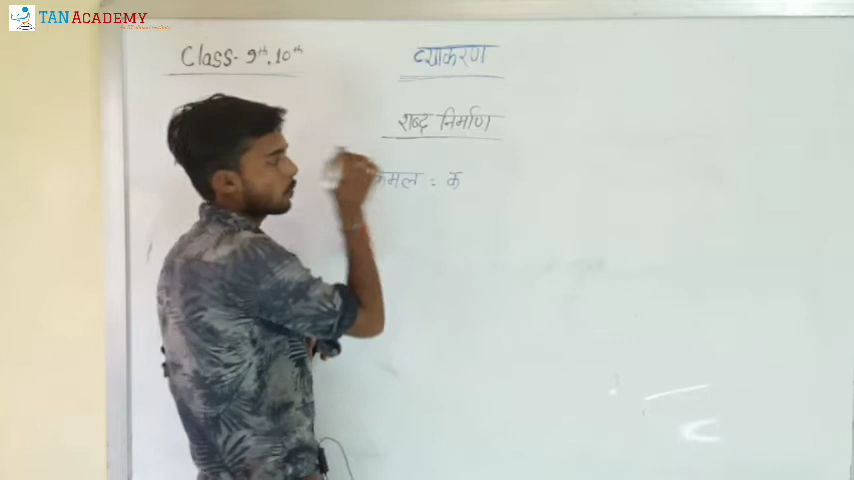 TAN ACADEMY
Class- 9th, 10th
व्याकरण
शब्द निर्माण
कमल : क